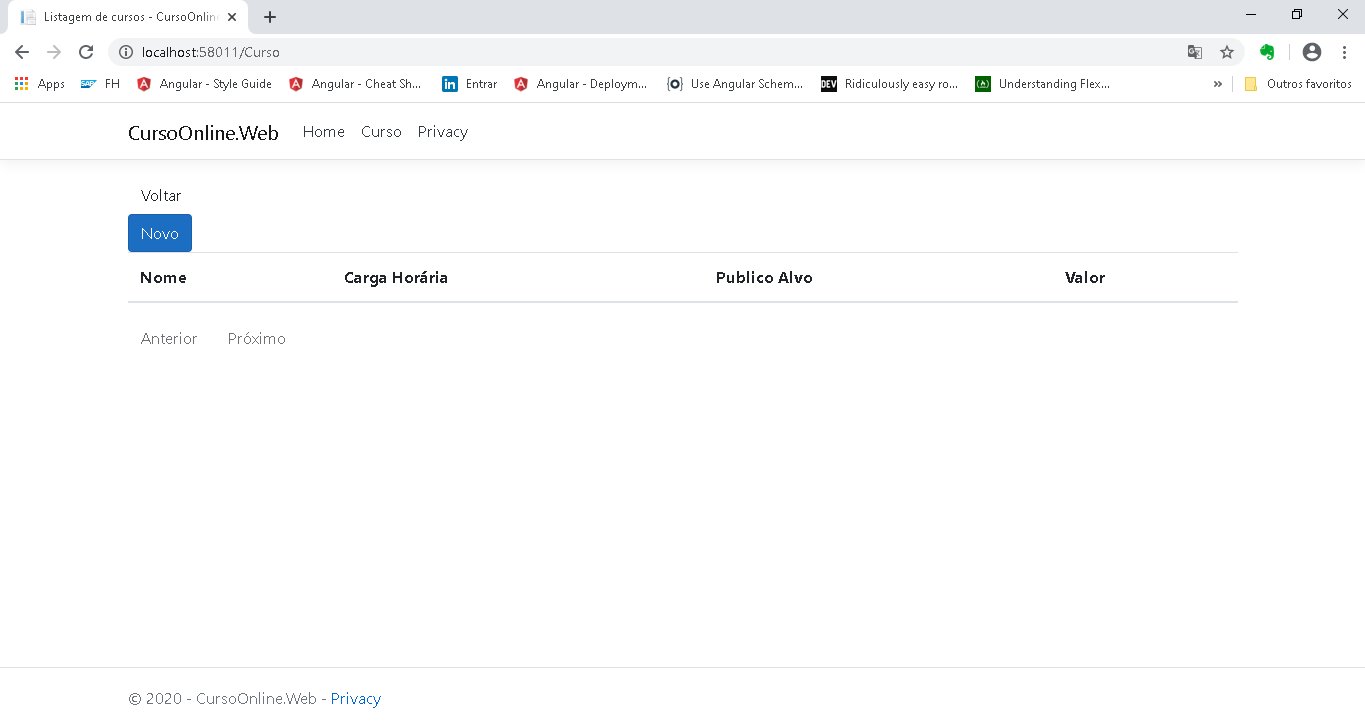 Listagem de cursos - CursoOnlin
localhost:58011/Curso
Apps FH Angular - Style Guide Angular - Cheat Sh... Entrar Angular - Deploym... Use Angular Schem... DEV Ridiculously easy ro... Understanding Flex... » Outros favoritos
CursoOnline.Web Home Curso Privacy
Voltar
Novo
Nome Carga Horária Publico Alvo Valor
Anterior Próximo
© 2020 - CursoOnline.Web - Privacy